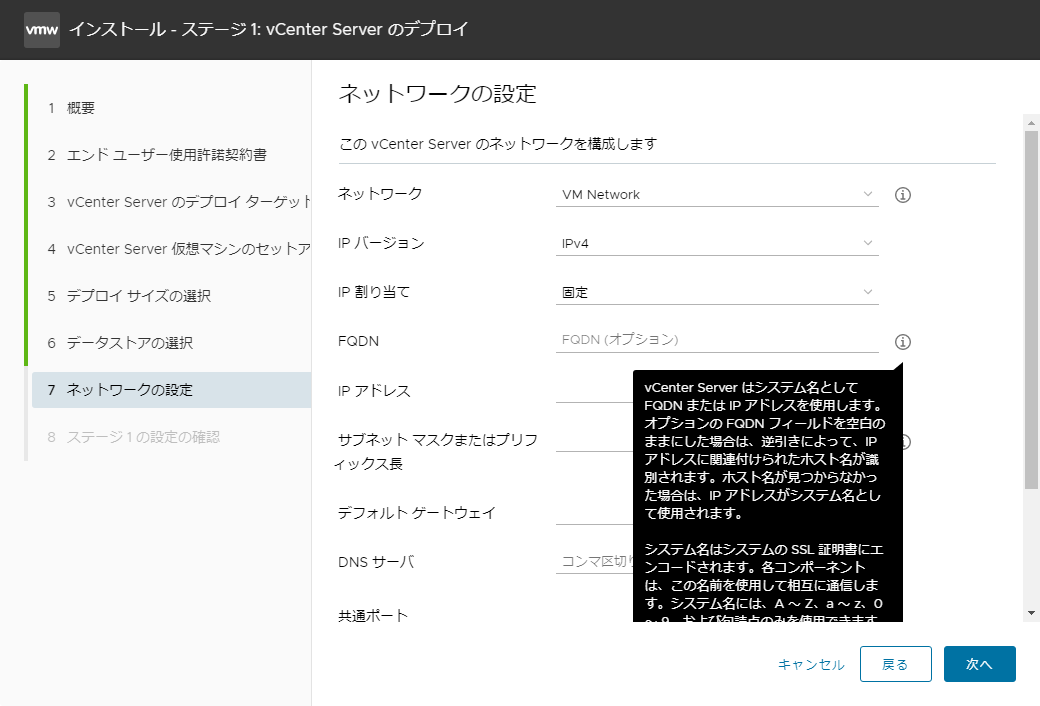 vmw インストール - ステージ 1: vCenter Server のデプロイ
1 概要
2 エンド ユーザー使用許諾契約書
3 vCenter Server のデプロイ ターゲット
4 vCenter Server 仮想マシンのセットア
5 デプロイ サイズの選択
6 データストアの選択
7 ネットワークの設定
8 ステージ 1 の設定の確認
ネットワークの設定
この vCenter Server のネットワークを構成します
ネットワーク VM Network
IP バージョン IPv4
IP 割り当て 固定
FQDN FQDN (オプション)
IP アドレス
サブネット マスクまたはプリフ
ィックス長
デフォルト ゲートウェイ
DNS サーバ コンマ区切り
共通ポート
vCenter Server はシステム名として
FQDN または IP アドレスを使用します。
オプションの FQDN フィールドを空白の
ままにした場合は、逆引きによって、IP
アドレスに関連付けられたホスト名が識
別されます。ホスト名が見つからなかっ
た場合は、IP アドレスがシステム名とし
て使用されます。
システム名はシステムの SSL 証明書にエ
ンコードされます。各コンポーネント
は、この名前を使用して相互に通信しま
す。システム名には、A ～ Z、a ～ z、0
～ 9、および句読点のみを使用できます
キャンセル 戻る 次へ